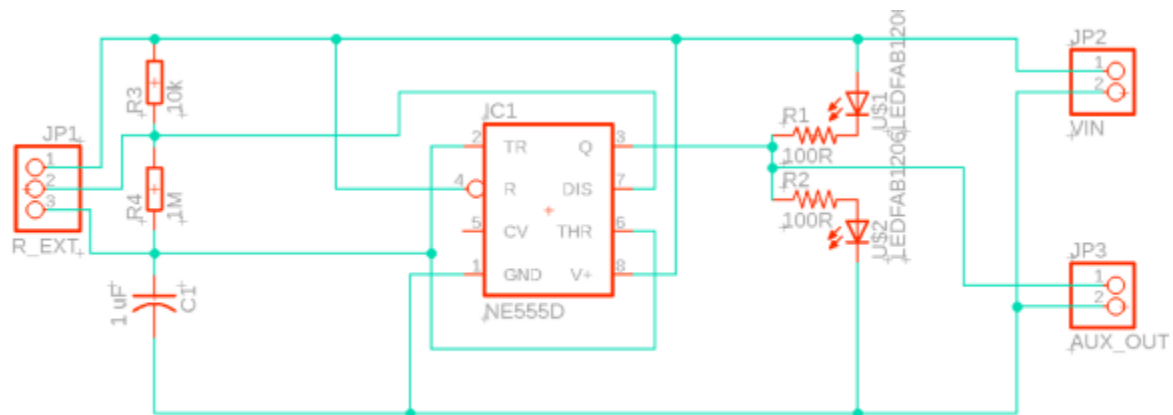 JP1
1
2
3
R_EXT
R3
10k
R4
1M
1 uF
C1
IC1
2
TR
Q
3
4
R
DIS
7
5
CV
THR
6
1
GND
V+
8
NE555D
R1
100R
R2
100R
U$1
LEDFAB1206
U$2
LEDFAB1206
JP2
1
2
VIN
JP3
1
2
AUX_OUT